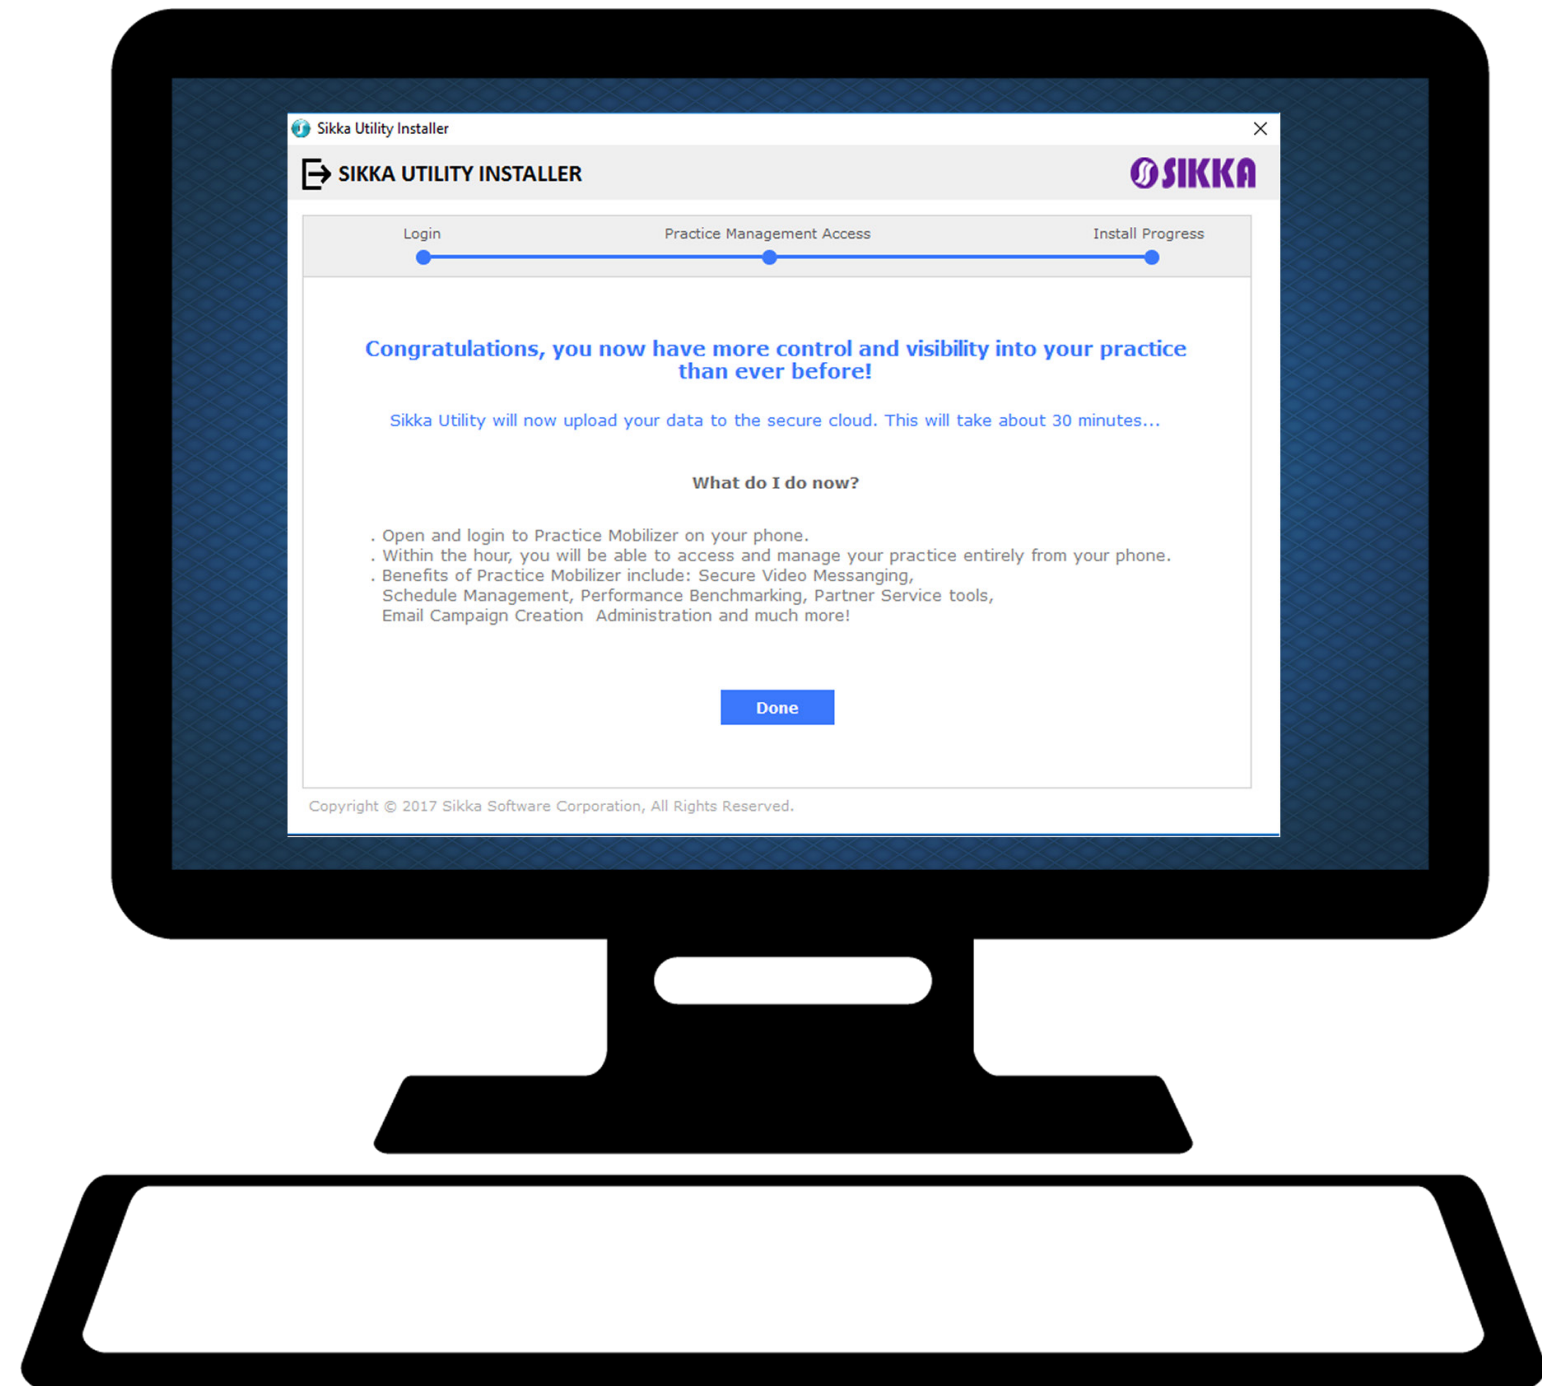 Sikka Utility Installer
SIKKA UTILITY INSTALLER
SIKKA
Login
Practice Management Access
Install Progress
Congratulations, you now have more control and visibility into your practice
than ever before!
Sikka Utility will now upload your data to the secure cloud. This will take about 30 minutes...
What do I do now?
. Open and login to Practice Mobilizer on your phone.
. Within the hour, you will be able to access and manage your practice entirely from your phone.
. Benefits of Practice Mobilizer include: Secure Video Messanging,
Schedule Management, Performance Benchmarking, Partner Service tools,
Email Campaign Creation  Administration and much more!
Done
Copyright © 2017 Sikka Software Corporation, All Rights Reserved.